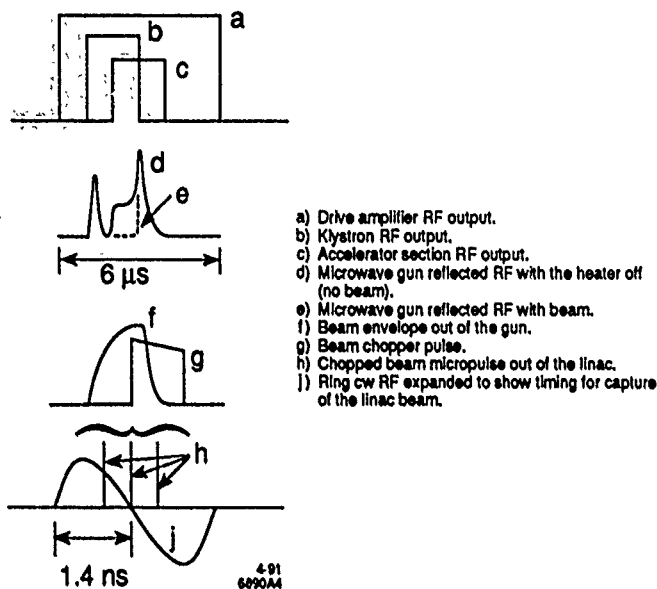 a
b
c
d
e
6 μs
a) Drive amplifier RF output.
b) Klystron RF output.
c) Accelerator section RF output.
d) Microwave gun reflected RF with the heater off
(no beam).
e) Microwave gun reflected RF with beam.
f) Beam envelope out of the gun.
g) Beam chopper pulse.
h) Chopped beam micropulse out of the linac.
j) Ring cw RF expanded to show timing for capture
of the linac beam.
f
g
h
j
1.4 ns
4-91
6890A4